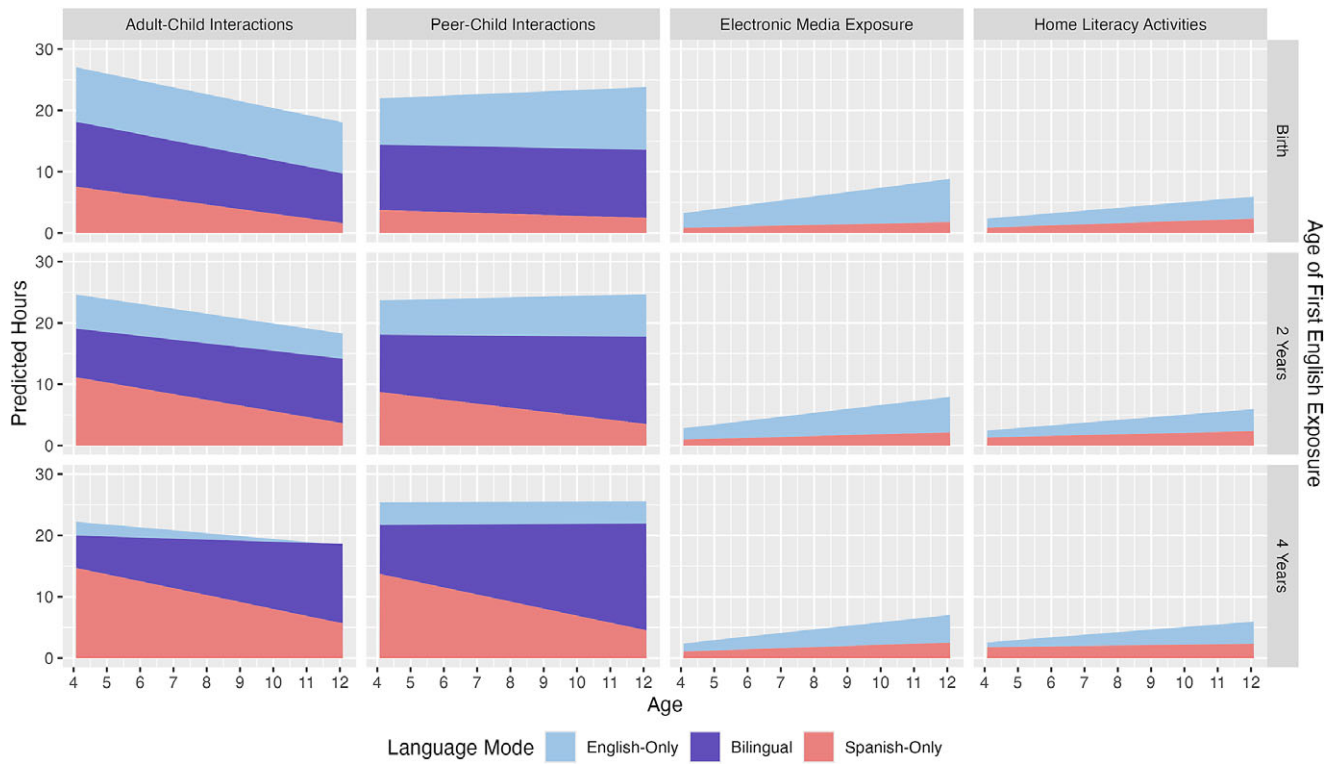 Adult-Child Interactions
Peer-Child Interactions
Electronic Media Exposure
Home Literacy Activities
30
20
10
0
Birth
30
20
10
0
2 Years
30
20
10
0
4 Years
Predicted Hours
Age of First English Exposure
4 5 6 7 8 9 10 11 12
4 5 6 7 8 9 10 11 12
4 5 6 7 8 9 10 11 12
4 5 6 7 8 9 10 11 12
Age
Language Mode English-Only Bilingual Spanish-Only